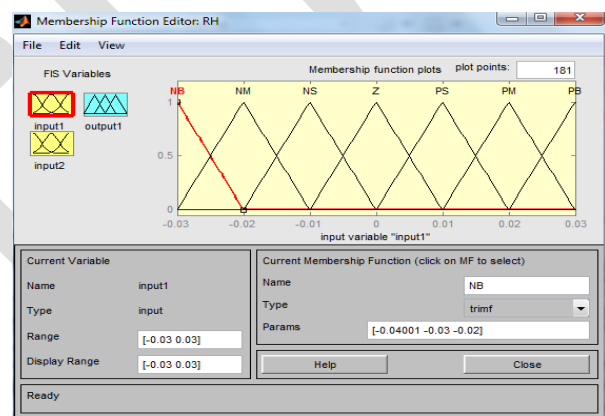 Membership Function Editor: RH
File Edit View
FIS Variables
Membership function plots plot points: 181
input1 output1
input2
NB NM NS Z PS PM PB
1
0.5
0
-0.03 -0.02 -0.01 0 0.01 0.02 0.03
input variable "input1"
Current Variable
Name input1
Type input
Range [-0.03 0.03]
Display Range [-0.03 0.03]
Current Membership Function (click on MF to select)
Name NB
Type trimf
Params [-0.04001 -0.03 -0.02]
Help Close
Ready